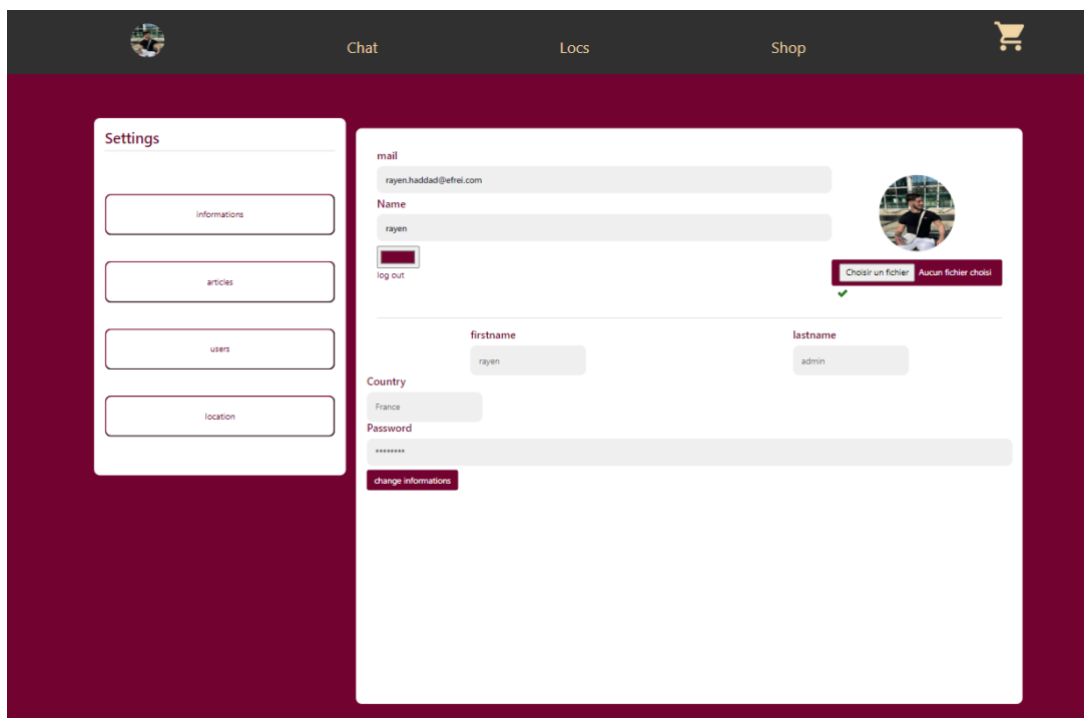 Chat Locs Shop
Settings
informations
articles
users
location
mail
rayen.haddad@efrei.com
Name
rayen
log out
Choisir un fichier Aucun fichier choisi
firstname lastname
rayen admin
Country
France
Password
********
change informations